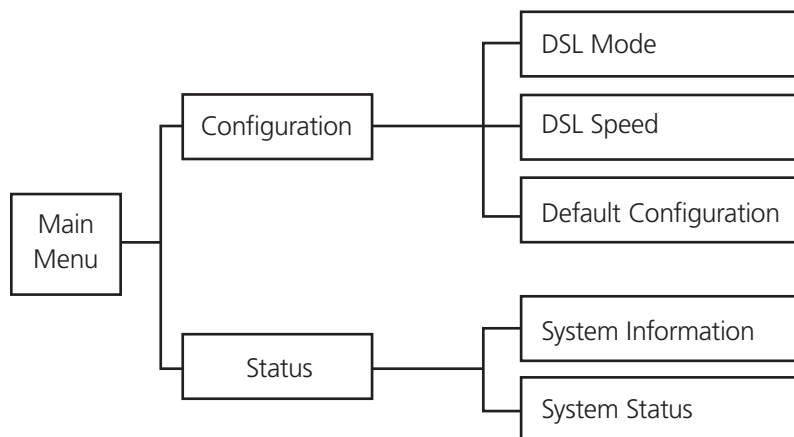 Main
Menu
Configuration
DSL Mode
DSL Speed
Default Configuration
Status
System Information
System Status